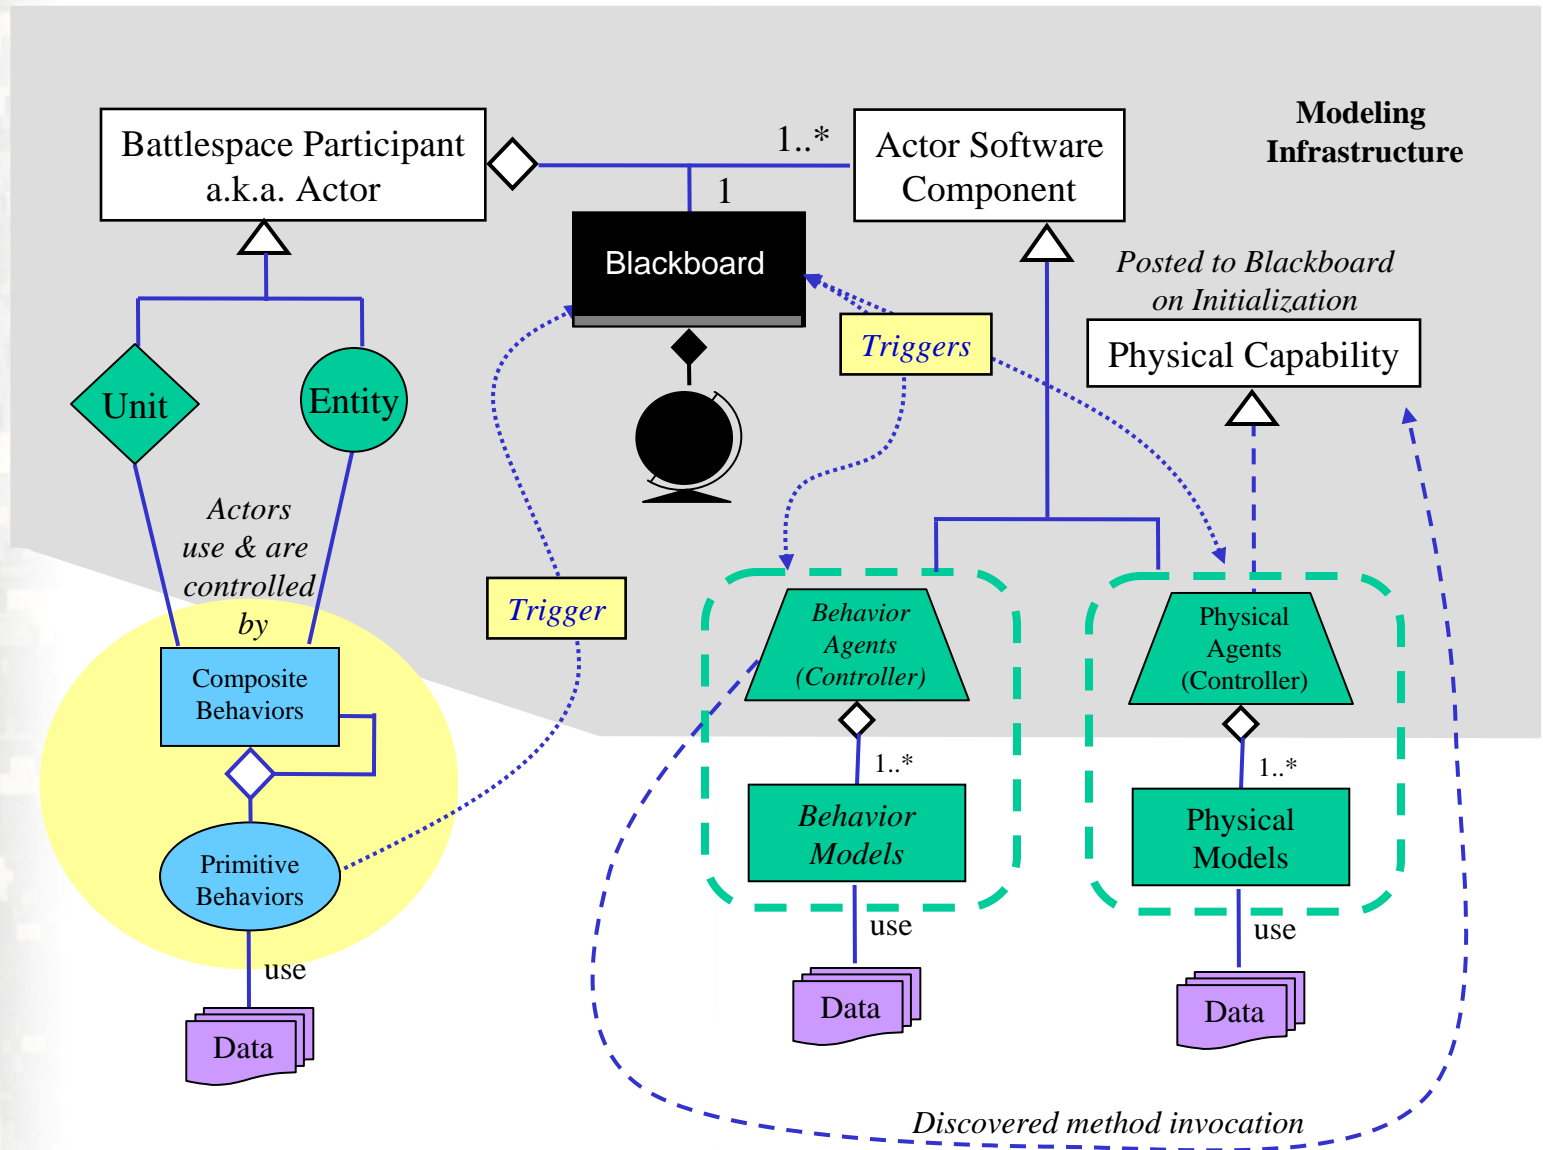 Modeling
Infrastructure
Battlespace Participant
a.k.a. Actor
1..*
1
Actor Software
Component
Blackboard
Posted to Blackboard
on Initialization
Physical Capability
Triggers
Unit
Entity
Actors
use & are
controlled
by
Trigger
Composite
Behaviors
Primitive
Behaviors
use
Data
Behavior
Agents
(Controller)
1..*
Behavior
Models
use
Data
Physical
Agents
(Controller)
1..*
Physical
Models
use
Data
Discovered method invocation